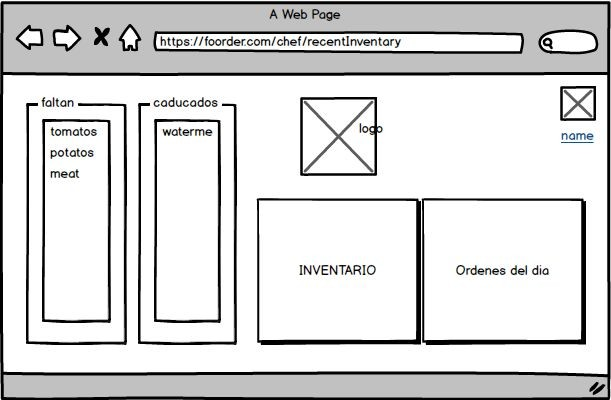 A Web Page
https://foorder.com/chef/recentInventary
faltan
tomatos
potatos
meat
caducados
waterme
logo
name
INVENTARIO
Ordenes del dia